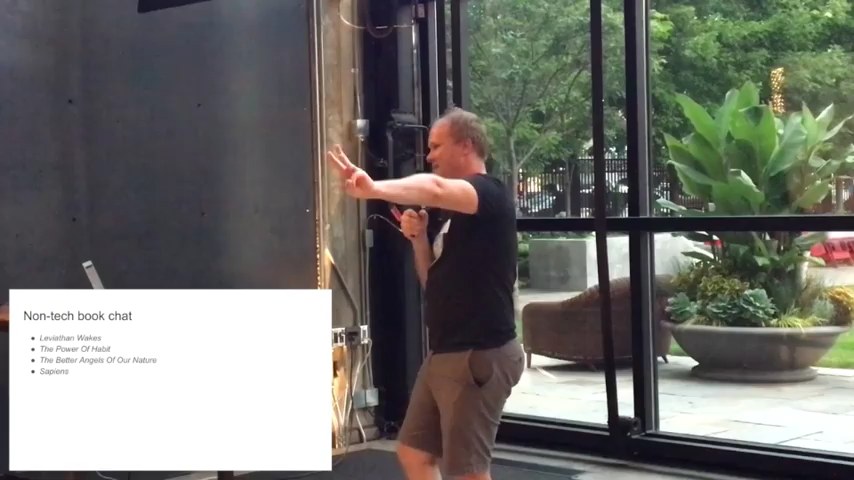 Non-tech book chat
Leviathan Wakes
The Power Of Habit
The Better Angels Of Our Nature
Sapiens